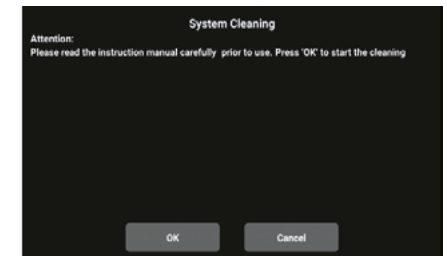 System Cleaning
Attention:
Please read the instruction manual carefully prior to use. Press 'OK' to start the cleaning
OK
Cancel